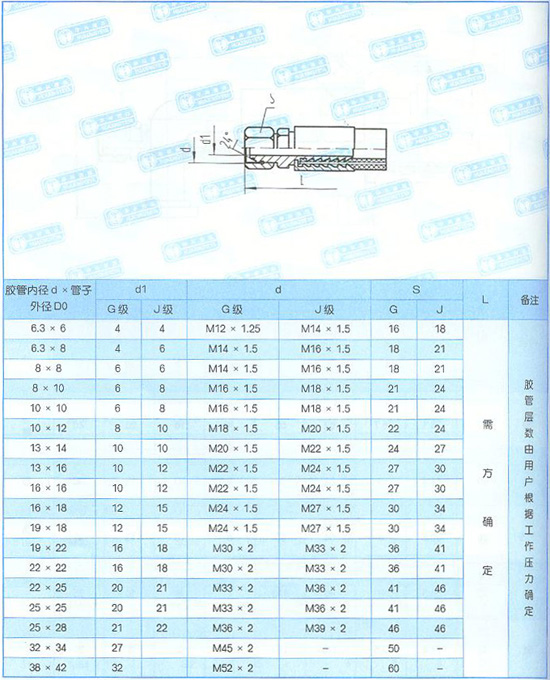 S
24°
d1
d
l
胶管内径 d × 管子外径 D0 d1 d S L 备注
G 级 J 级 G 级 J 级 G J
6.3 × 6 4 4 M12 × 1.25 M14 × 1.5 16 18
6.3 × 8 4 6 M14 × 1.5 M16 × 1.5 18 21
8 × 8 6 6 M14 × 1.5 M16 × 1.5 18 21
8 × 10 6 8 M16 × 1.5 M18 × 1.5 21 24
10 × 10 6 8 M16 × 1.5 M18 × 1.5 21 24
10 × 12 8 10 M18 × 1.5 M20 × 1.5 22 24
13 × 14 10 10 M20 × 1.5 M22 × 1.5 24 27
13 × 16 10 12 M22 × 1.5 M24 × 1.5 27 30
16 × 16 10 12 M22 × 1.5 M24 × 1.5 27 30
16 × 18 12 15 M24 × 1.5 M27 × 1.5 30 34
19 × 18 12 15 M24 × 1.5 M27 × 1.5 30 34
19 × 22 16 18 M30 × 2 M33 × 2 36 41
22 × 22 16 18 M30 × 2 M33 × 2 36 41
22 × 25 20 21 M33 × 2 M36 × 2 41 46
25 × 25 20 21 M33 × 2 M36 × 2 41 46
25 × 28 21 22 M36 × 2 M39 × 2 46 46
32 × 34 27 M45 × 2 – 50 –
38 × 42 32 M52 × 2 – 60 –
需方确定
胶管层数由用户根据工作压力确定